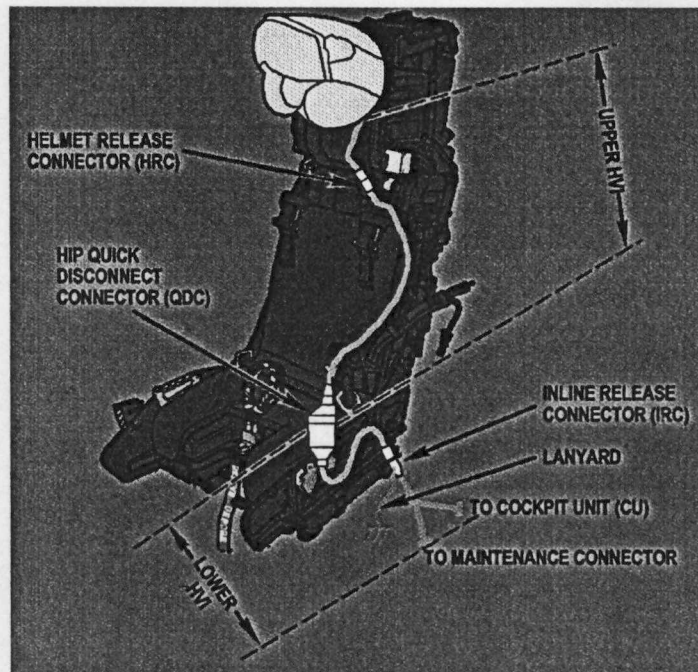 HELMET RELEASE
CONNECTOR (HRC)
UPPER HVI
HIP QUICK
DISCONNECT
CONNECTOR (QDC)
INLINE RELEASE
CONNECTOR (IRC)
LANYARD
TO COCKPIT UNIT (CU)
TO MAINTENANCE CONNECTOR
LOWER
HVI